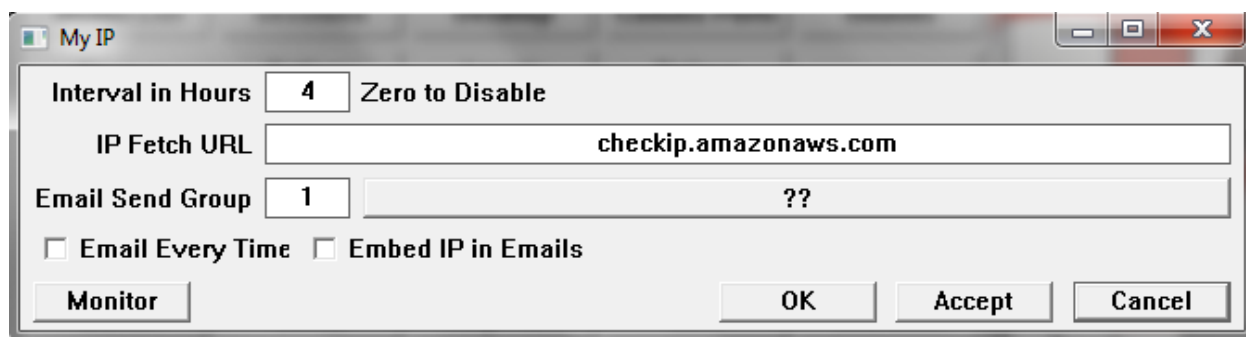 My IP
Interval in Hours 4 Zero to Disable
IP Fetch URL checkip.amazonaws.com
Email Send Group 1 ??
Email Every Time Embed IP in Emails
Monitor OK Accept Cancel